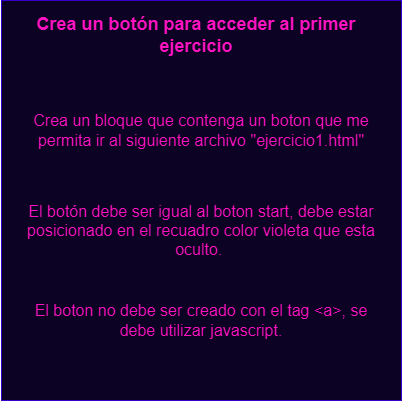 Crea un botón para acceder al primer
ejercicio
Crea un bloque que contenga un boton que me
permita ir al siguiente archivo "ejercicio1.html"
El botón debe ser igual al boton start, debe estar
posicionado en el recuadro color violeta que esta
oculto.
El boton no debe ser creado con el tag <a>, se
debe utilizar javascript.